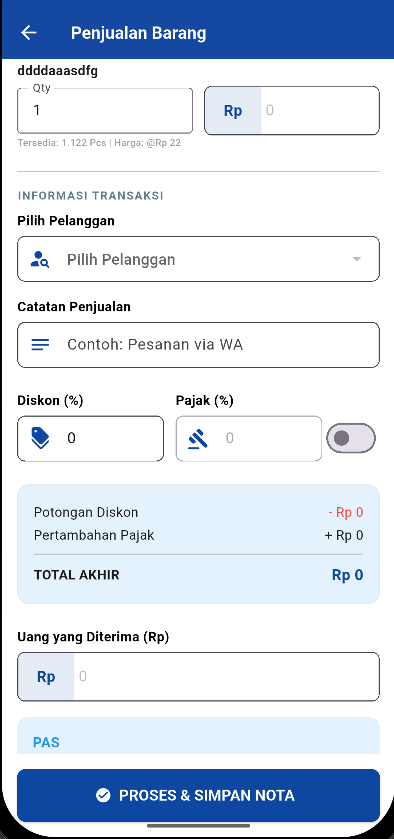 Penjualan Barang
ddddaaasdfg
Qty
1
Rp 0
Tersedia: 1.122 Pcs | Harga: @Rp 22
INFORMASI TRANSAKSI
Pilih Pelanggan
Pilih Pelanggan
Catatan Penjualan
Contoh: Pesanan via WA
Diskon (%) Pajak (%)
0 0
Potongan Diskon - Rp 0
Pertambahan Pajak + Rp 0
TOTAL AKHIR Rp 0
Uang yang Diterima (Rp)
Rp 0
PAS
PROSES & SIMPAN NOTA